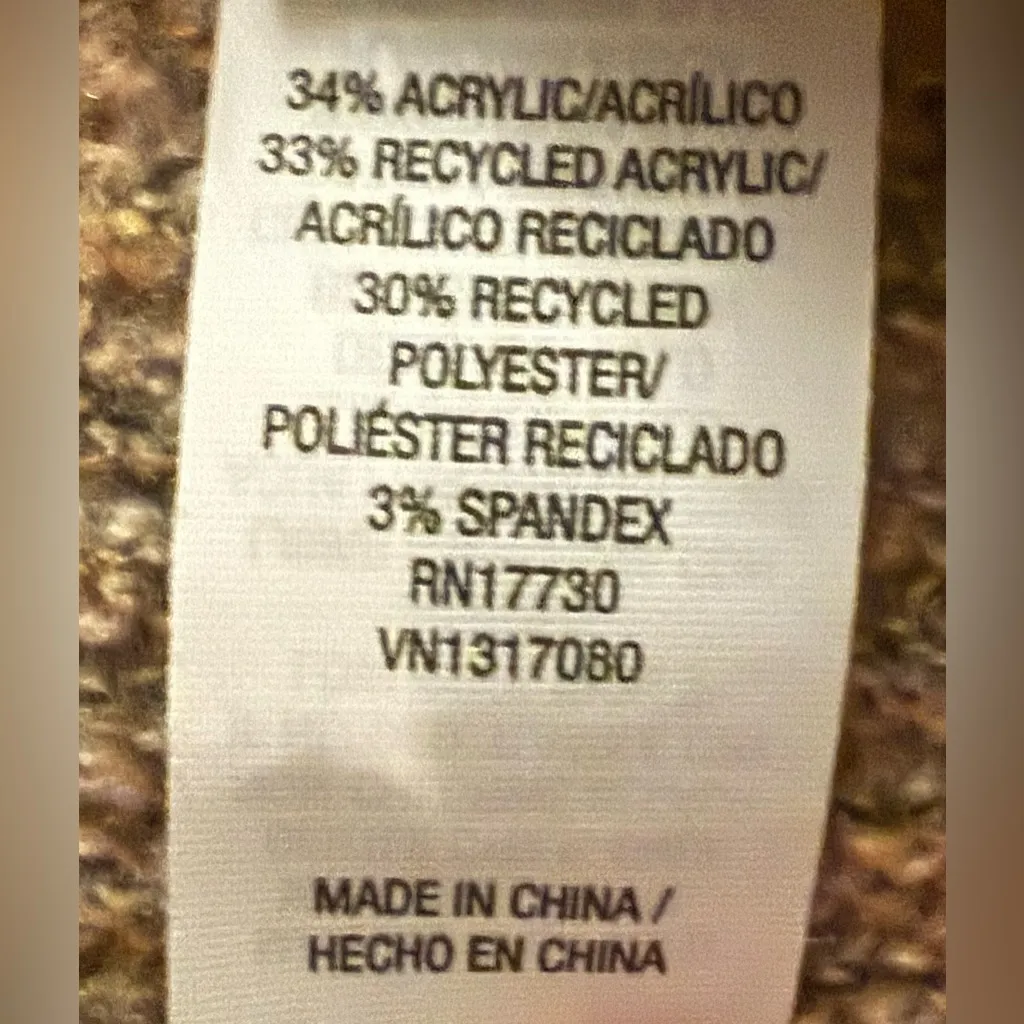 34% ACRYLIC/ACRÍLICO
33% RECYCLED ACRYLIC/
ACRÍLICO RECICLADO
30% RECYCLED
POLYESTER/
POLIÉSTER RECICLADO
3% SPANDEX
RN17730
VN1317080
MADE IN CHINA /
HECHO EN CHINA